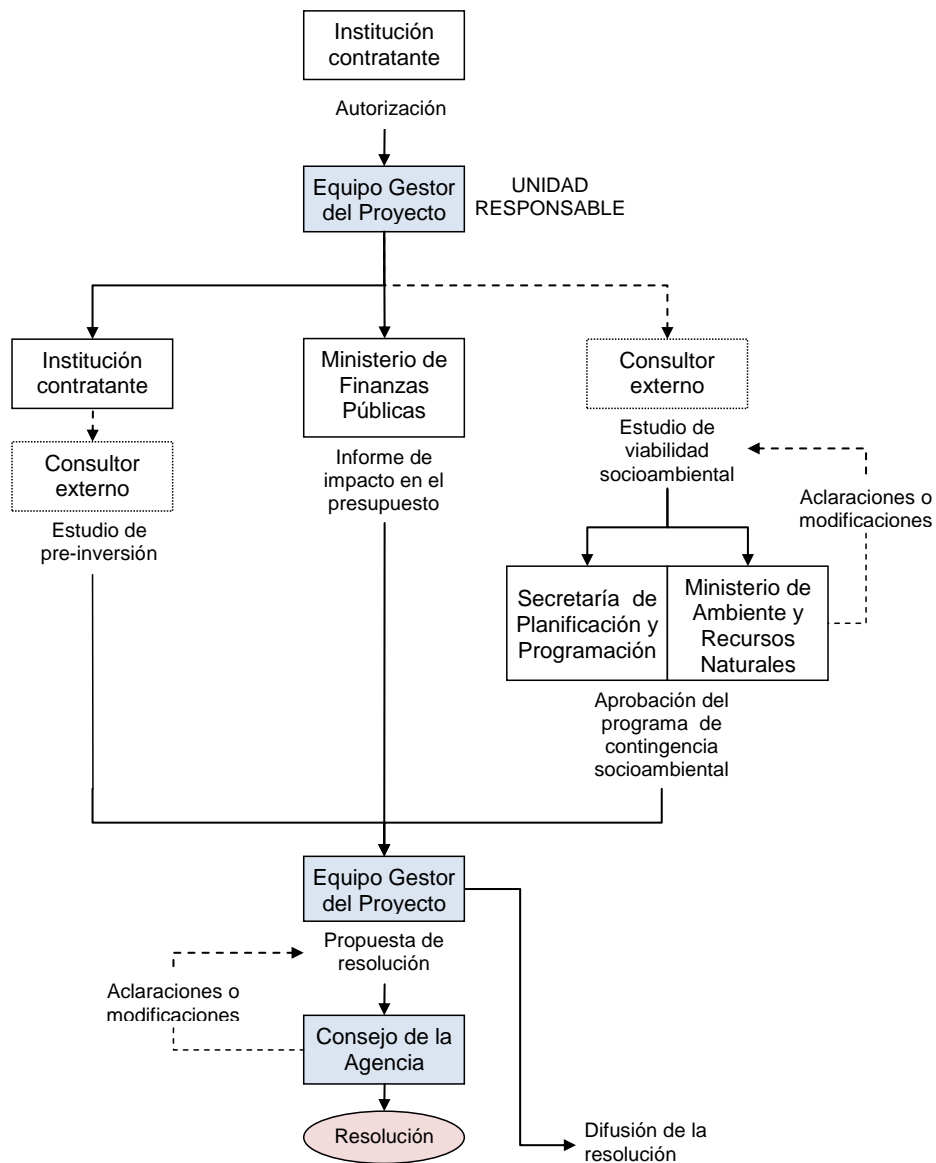 Institución
contratante
Autorización
Equipo Gestor
del Proyecto
UNIDAD
RESPONSABLE
Institución
contratante
Consultor
externo
Estudio de
pre-inversión
Ministerio de
Finanzas
Públicas
Informe de
impacto en el
presupuesto
Consultor
externo
Estudio de
viabilidad
socioambiental
Aclaraciones o
modificaciones
Secretaría de
Planificación y
Programación
Ministerio de
Ambiente y
Recursos
Naturales
Aprobación del
programa de
contingencia
socioambiental
Equipo Gestor
del Proyecto
Propuesta de
resolución
Aclaraciones o
modificaciones
Consejo de la
Agencia
Resolución
Difusión de la
resolución